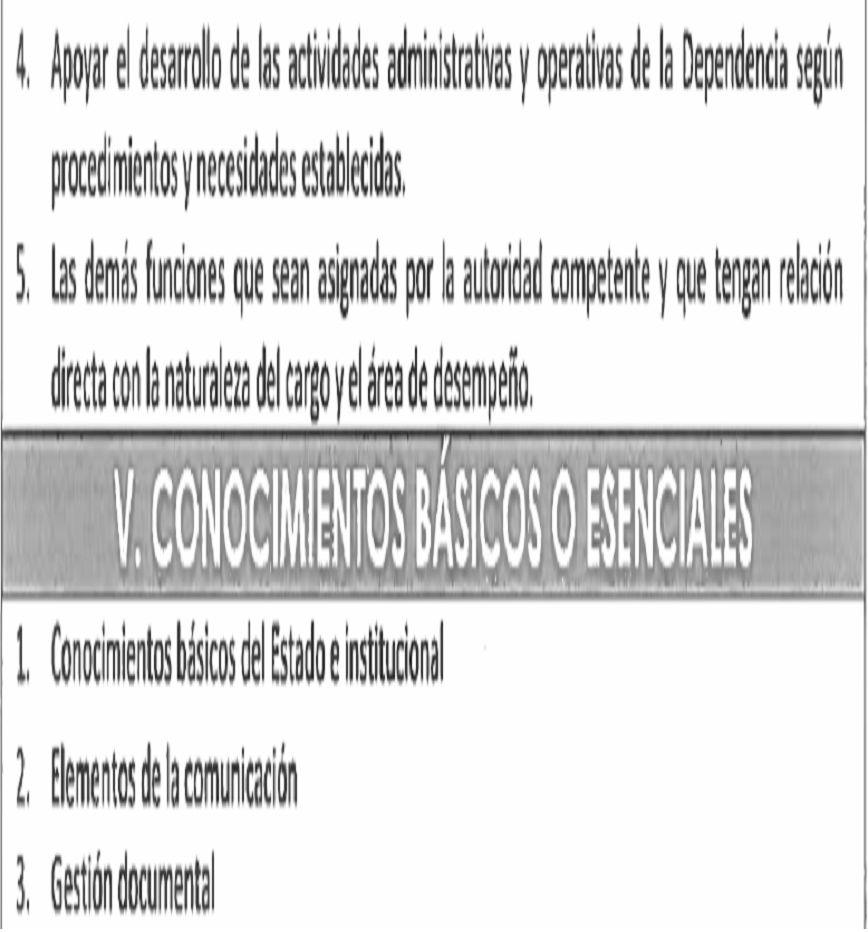 4. Apoyar el desarrollo de las actividades administrativas y operativas de la Dependencia según
procedimientos y necesidades establecidas.
5. Las demás funciones que sean asignadas por la autoridad competente y que tengan relación
directa con la naturaleza del cargo y el área de desempeño.
V. CONOCIMIENTOS BÁSICOS O ESENCIALES
1. Conocimientos básicos del Estado e institucional
2. Elementos de la comunicación
3. Gestión documental